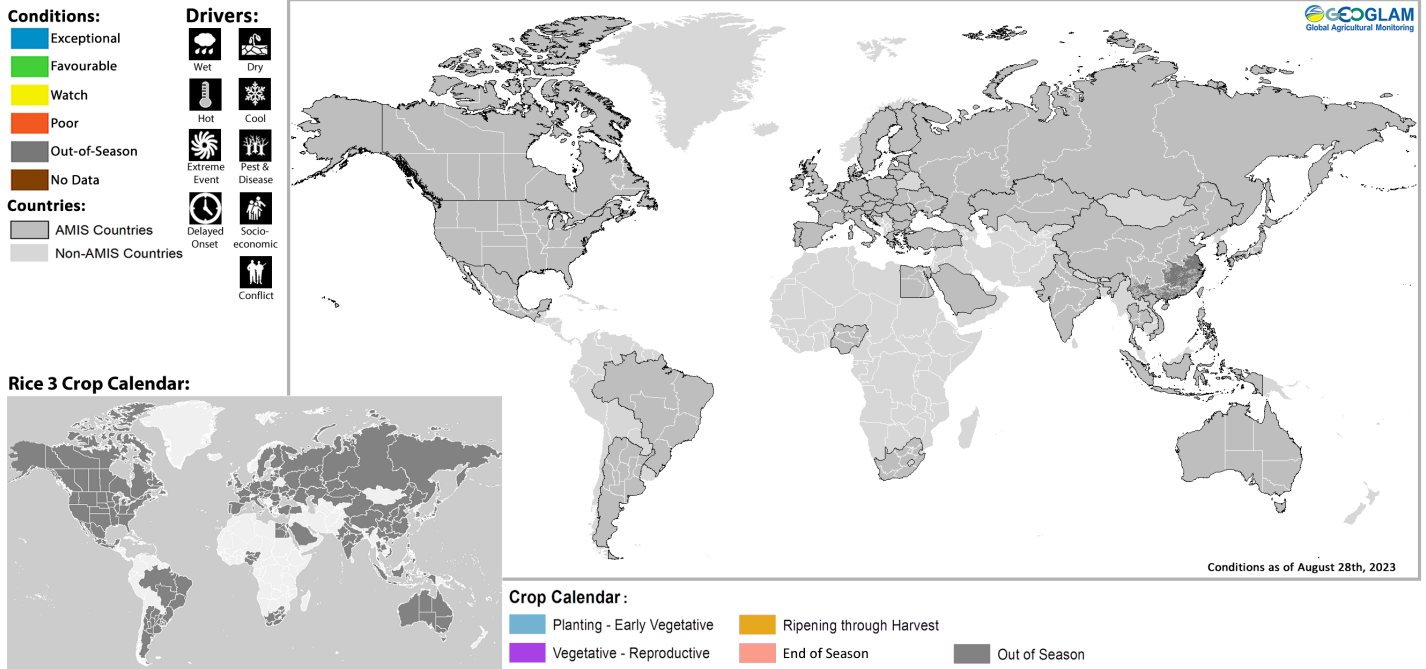 Conditions:
Exceptional
Favourable
Watch
Poor
Out-of-Season
No Data
Countries:
AMIS Countries
Non-AMIS Countries
Drivers:
Wet
Dry
Hot
Cool
Extreme
Event
Pest &
Disease
Delayed
Onset
Socio-
economic
Conflict
GEOGLAM
Global Agricultural Monitoring
Rice 3 Crop Calendar:
Conditions as of August 28th, 2023
Crop Calendar :
Planting - Early Vegetative
Ripening through Harvest
Vegetative - Reproductive
End of Season
Out of Season